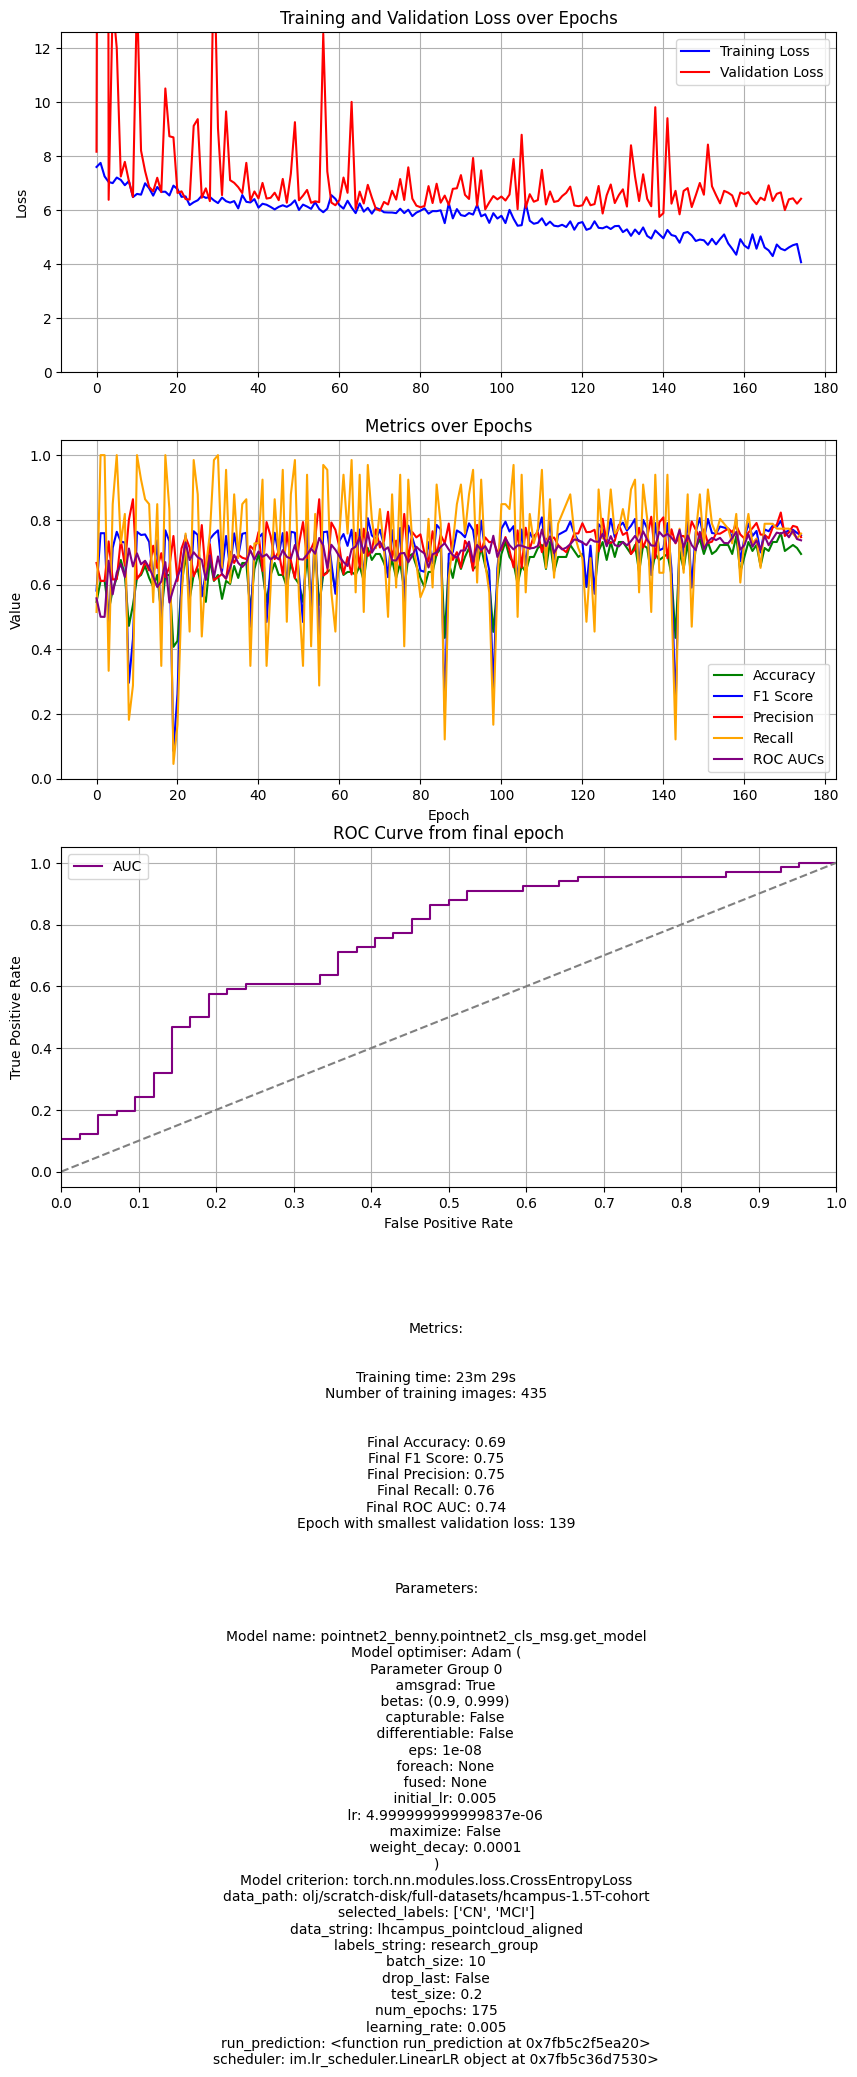 Training and Validation Loss over Epochs
Training Loss
Validation Loss
Loss
12
10
8
6
4
2
0
0 20 40 60 80 100 120 140 160 180
Metrics over Epochs
Value
1.0
0.8
0.6
0.4
0.2
0.0
Accuracy
F1 Score
Precision
Recall
ROC AUCs
0 20 40 60 80 100 120 140 160 180
Epoch
ROC Curve from final epoch
AUC
True Positive Rate
1.0
0.8
0.6
0.4
0.2
0.0
0.0 0.1 0.2 0.3 0.4 0.5 0.6 0.7 0.8 0.9 1.0
False Positive Rate
Metrics:
Training time: 23m 29s
Number of training images: 435
Final Accuracy: 0.69
Final F1 Score: 0.75
Final Precision: 0.75
Final Recall: 0.76
Final ROC AUC: 0.74
Epoch with smallest validation loss: 139
Parameters:
Model name: pointnet2_benny.pointnet2_cls_msg.get_model
Model optimiser: Adam (
Parameter Group 0
amsgrad: True
betas: (0.9, 0.999)
capturable: False
differentiable: False
eps: 1e-08
foreach: None
fused: None
initial_lr: 0.005
lr: 4.999999999999837e-06
maximize: False
weight_decay: 0.0001
)
Model criterion: torch.nn.modules.loss.CrossEntropyLoss
data_path: olj/scratch-disk/full-datasets/hcampus-1.5T-cohort
selected_labels: ['CN', 'MCI']
data_string: lhcampus_pointcloud_aligned
labels_string: research_group
batch_size: 10
drop_last: False
test_size: 0.2
num_epochs: 175
learning_rate: 0.005
run_prediction: <function run_prediction at 0x7fb5c2f5ea20>
scheduler: im.lr_scheduler.LinearLR object at 0x7fb5c36d7530>